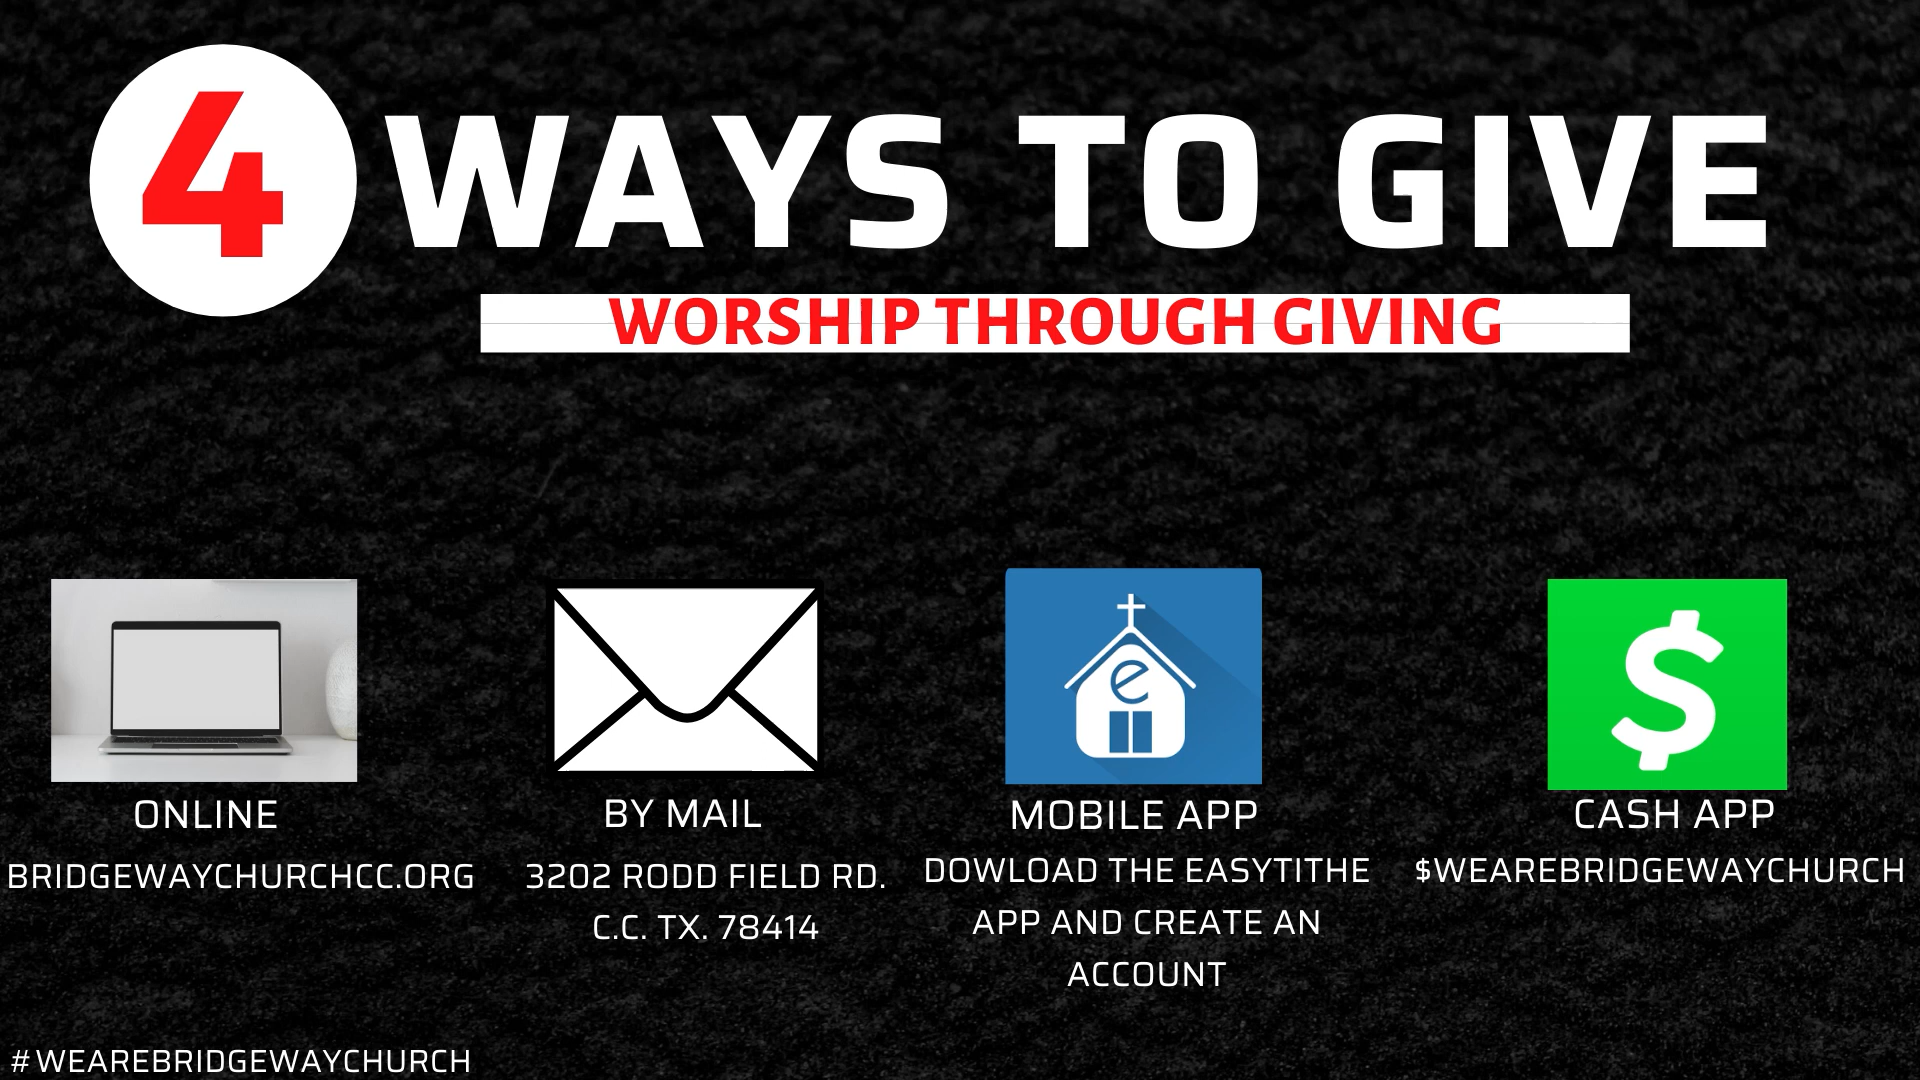 4 WAYS TO GIVE
WORSHIP THROUGH GIVING
ONLINE
BRIDGEWAYCHURCHCC.ORG
BY MAIL
3202 RODD FIELD RD.
C.C. TX. 78414
e
MOBILE APP
DOWLOAD THE EASYTITHE
APP AND CREATE AN
ACCOUNT
$
CASH APP
$WEAREBRIDGEWAYCHURCH
#WEAREBRIDGEWAYCHURCH